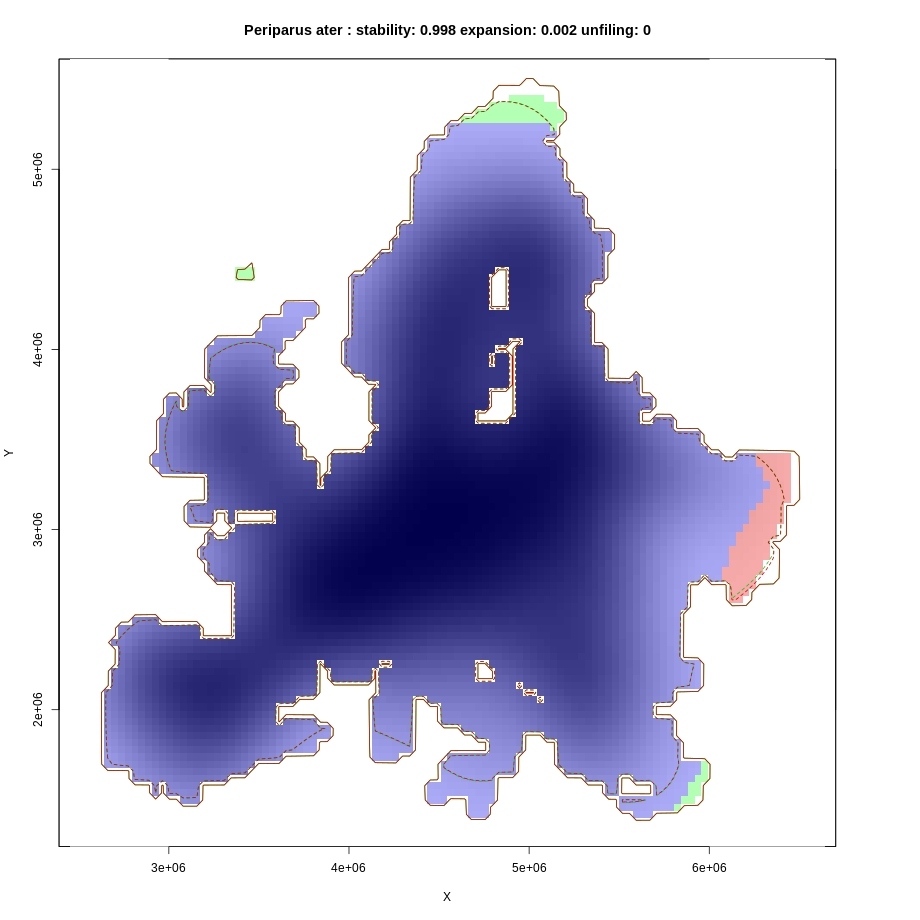 Periparus ater : stability: 0.998 expansion: 0.002 unfiling: 0
5e+06
4e+06
3e+06
2e+06
Y
3e+06 4e+06 5e+06 6e+06
X